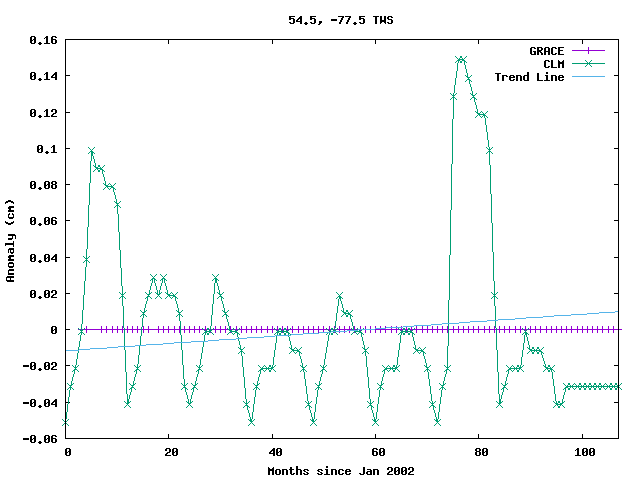 54.5, -77.5 TWS
GRACE
CLM
Trend Line
0.16
0.14
0.12
0.1
0.08
0.06
0.04
0.02
0
-0.02
-0.04
-0.06
Anomaly (cm)
0 20 40 60 80 100
Months since Jan 2002